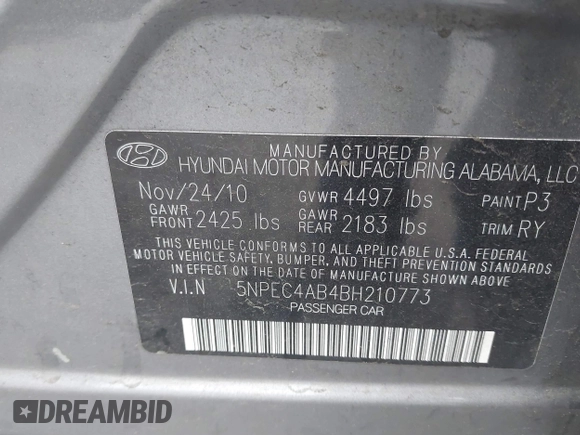 MANUFACTURED BY
HYUNDAI MOTOR MANUFACTURING ALABAMA, LLC
Nov/24/10 GVWR 4497 lbs PAINT P3
GAWR FRONT 2425 lbs GAWR REAR 2183 lbs TRIM RY
THIS VEHICLE CONFORMS TO ALL APPLICABLE U.S.A. FEDERAL
MOTOR VEHICLE SAFETY, BUMPER, AND THEFT PREVENTION
STANDARDS IN EFFECT ON THE DATE OF MANUFACTURE SHOWN ABOVE
V.I.N 5NPEC4AB4BH210773
PASSENGER CAR
DREAMBID